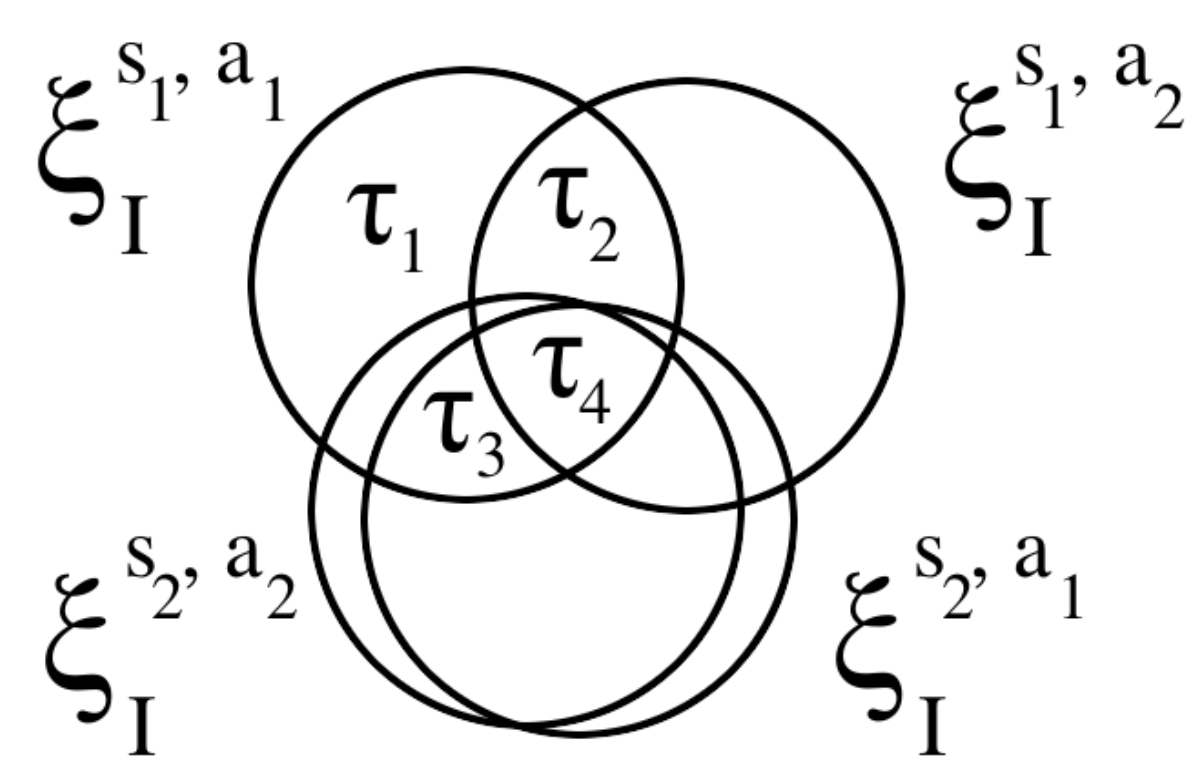 ξ_I^{s_1, a_1}
ξ_I^{s_1, a_2}
τ_1
τ_2
τ_3
τ_4
ξ_I^{s_2, a_2}
ξ_I^{s_2, a_1}